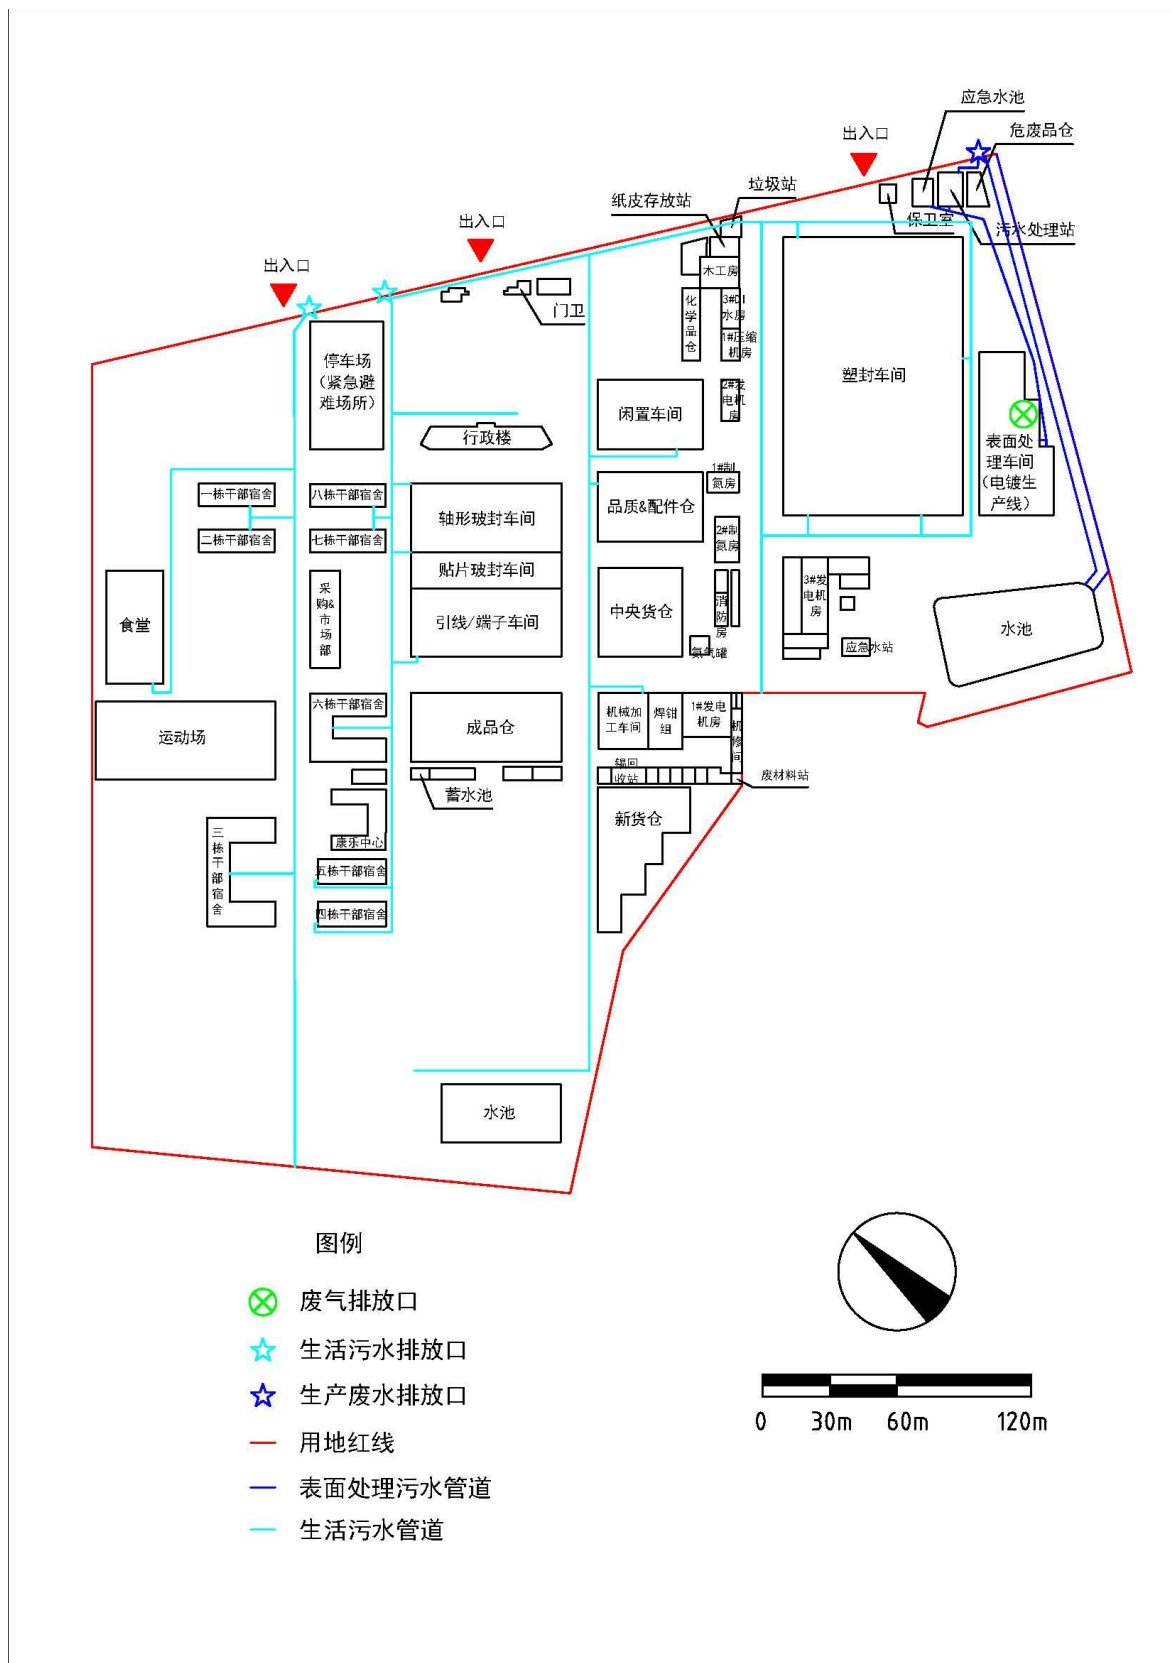 应急水池
危废品仓
出入口
垃圾站
纸皮存放站
出入口
保卫室
污水处理站
出入口
木工房
门卫
化学品仓
3#DI
水房
1#压缩
机房
停车场
(紧急避
难场所)
塑封车间
2#发
电机
房
闲置车间
行政楼
表面处
理车间
(电镀生
产线)
1#制
氮房
一栋干部宿舍
八栋干部宿舍
轴形玻封车间
品质&配件仓
二栋干部宿舍
七栋干部宿舍
2#制
氮房
贴片玻封车间
采购&市场部
食堂
引线/端子车间
中央货仓
消防房
3#发
电机
房
水池
氨气罐
应急水站
六栋干部宿舍
运动场
成品仓
机械加
工车间
焊钳
组
1#发电
机房
机修间
锡回
收站
废材料站
蓄水池
新货仓
康乐中心
三栋干部宿舍
五栋干部宿舍
四栋干部宿舍
水池
图例
废气排放口
生活污水排放口
生产废水排放口
用地红线
表面处理污水管道
生活污水管道
0 30m 60m 120m